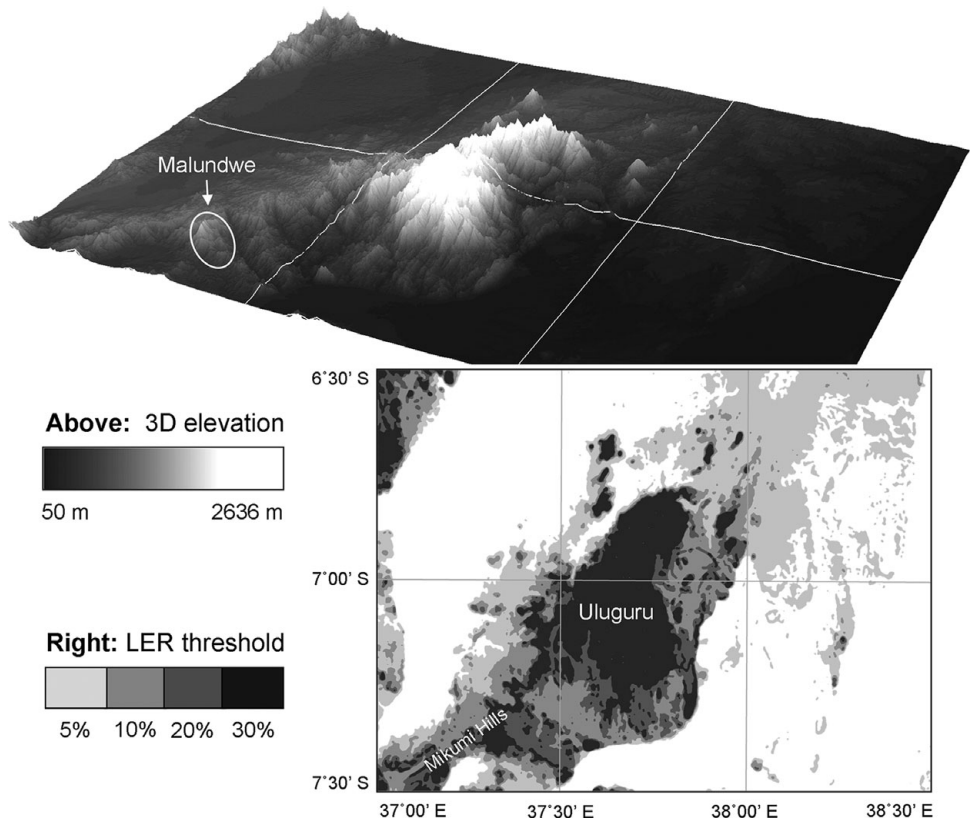 Malundwe
Above: 3D elevation
50 m 2636 m
Right: LER threshold
5% 10% 20% 30%
6˚30' S
7˚00' S
7˚30' S
Uluguru
Mikumi Hills
37˚00' E 37˚30' E 38˚00' E 38˚30' E